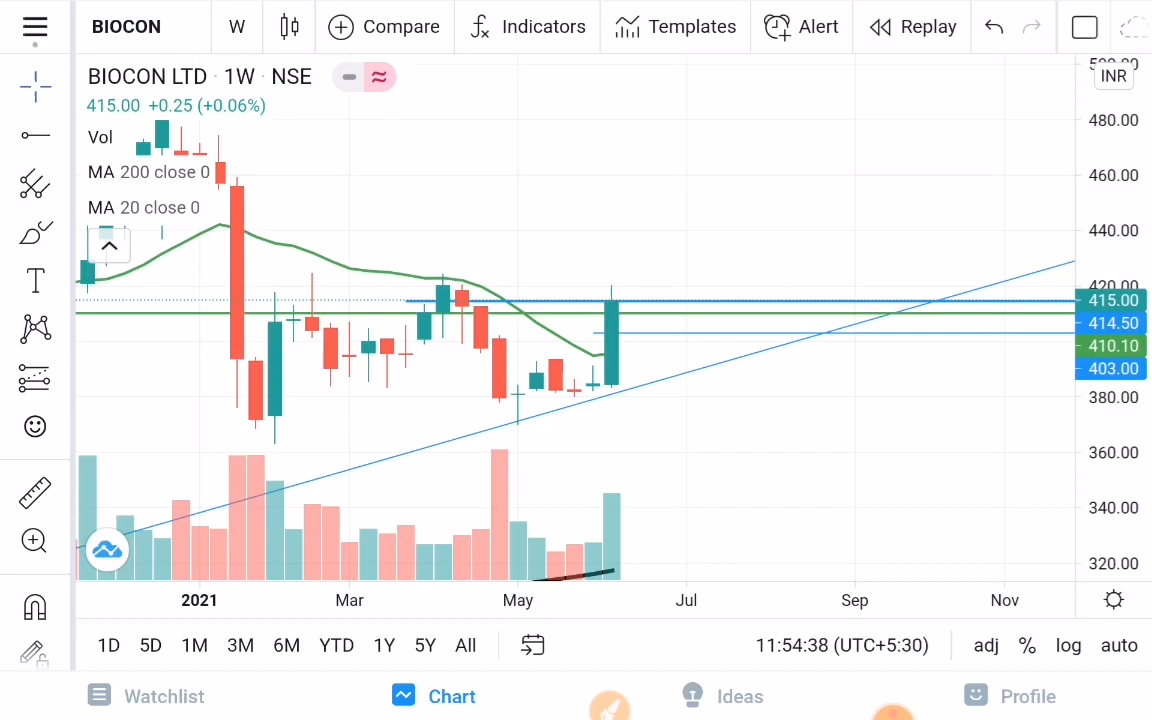 BIOCON W Compare Indicators Templates Alert Replay
BIOCON LTD · 1W · NSE
INR
415.00 +0.25 (+0.06%)
Vol
MA 200 close 0
MA 20 close 0
500.00
480.00
460.00
440.00
420.00
415.00
414.50
410.10
403.00
380.00
360.00
340.00
320.00
2021 Mar May Jul Sep Nov
1D 5D 1M 3M 6M YTD 1Y 5Y All 11:54:38 (UTC+5:30) adj % log auto
Watchlist Chart Ideas Profile